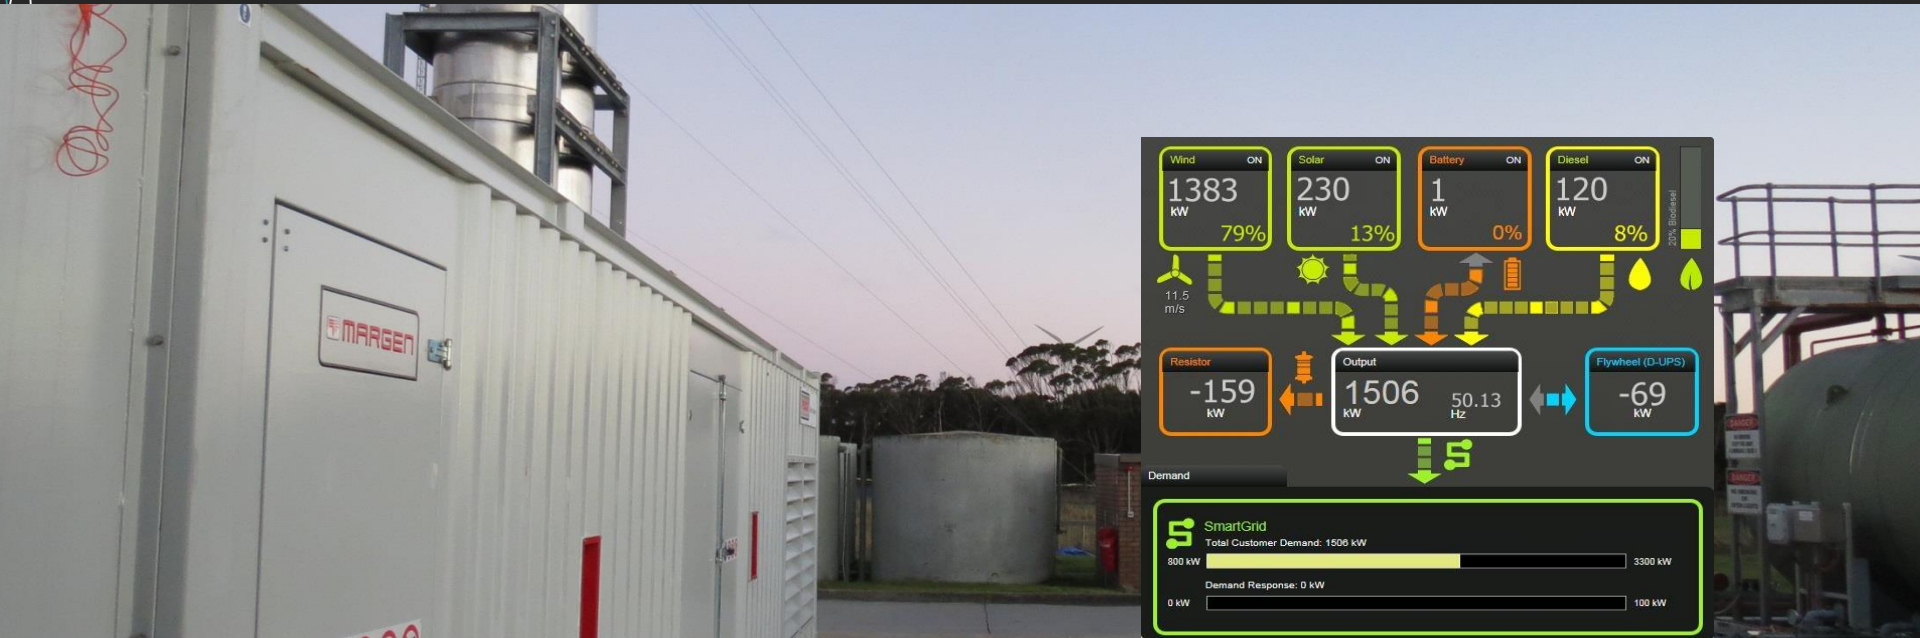 MARGEN
Wind ON
1383
kW
79%
Solar ON
230
kW
13%
Battery ON
1
kW
0%
Diesel ON
120
kW
8%
20% Biodiesel
11.5
m/s
Resistor
-159
kW
Output
1506
kW
50.13
Hz
Flywheel (D-UPS)
-69
kW
Demand
SmartGrid
Total Customer Demand: 1506 kW
800 kW
3300 kW
Demand Response: 0 kW
0 kW
100 kW
DANGER
DANGER